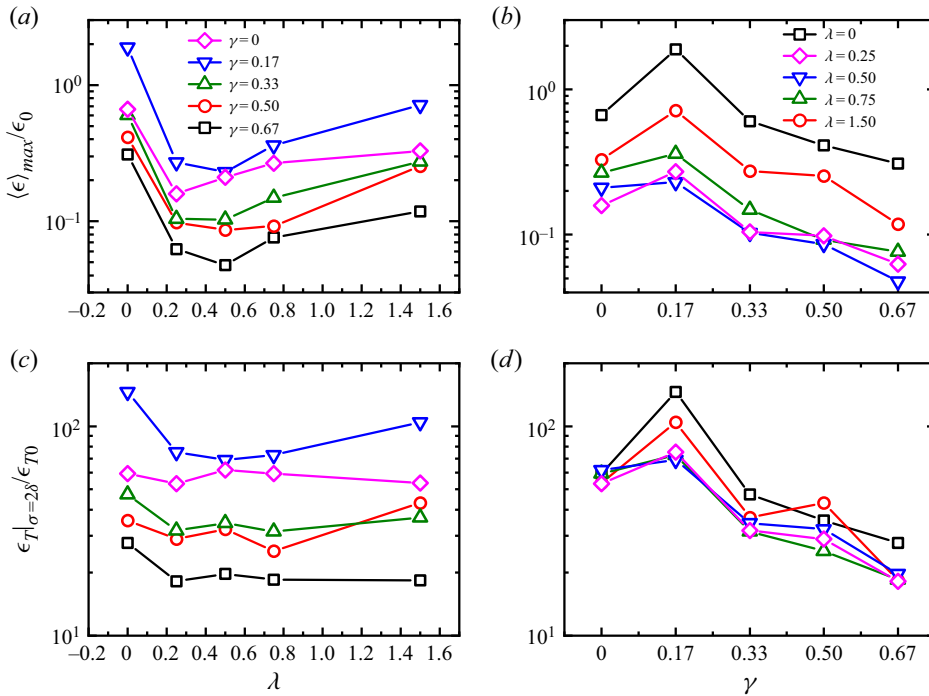 (a)
⟨ϵ⟩max/ϵ0
10^0
10^−1
γ = 0
γ = 0.17
γ = 0.33
γ = 0.50
γ = 0.67
−0.2 0 0.2 0.4 0.6 0.8 1.0 1.2 1.4 1.6
(b)
10^0
10^−1
λ = 0
λ = 0.25
λ = 0.50
λ = 0.75
λ = 1.50
0 0.17 0.33 0.50 0.67
(c)
ϵT|σ=2δ/ϵT0
10^2
10^1
−0.2 0 0.2 0.4 0.6 0.8 1.0 1.2 1.4 1.6
λ
(d)
10^2
10^1
0 0.17 0.33 0.50 0.67
γ